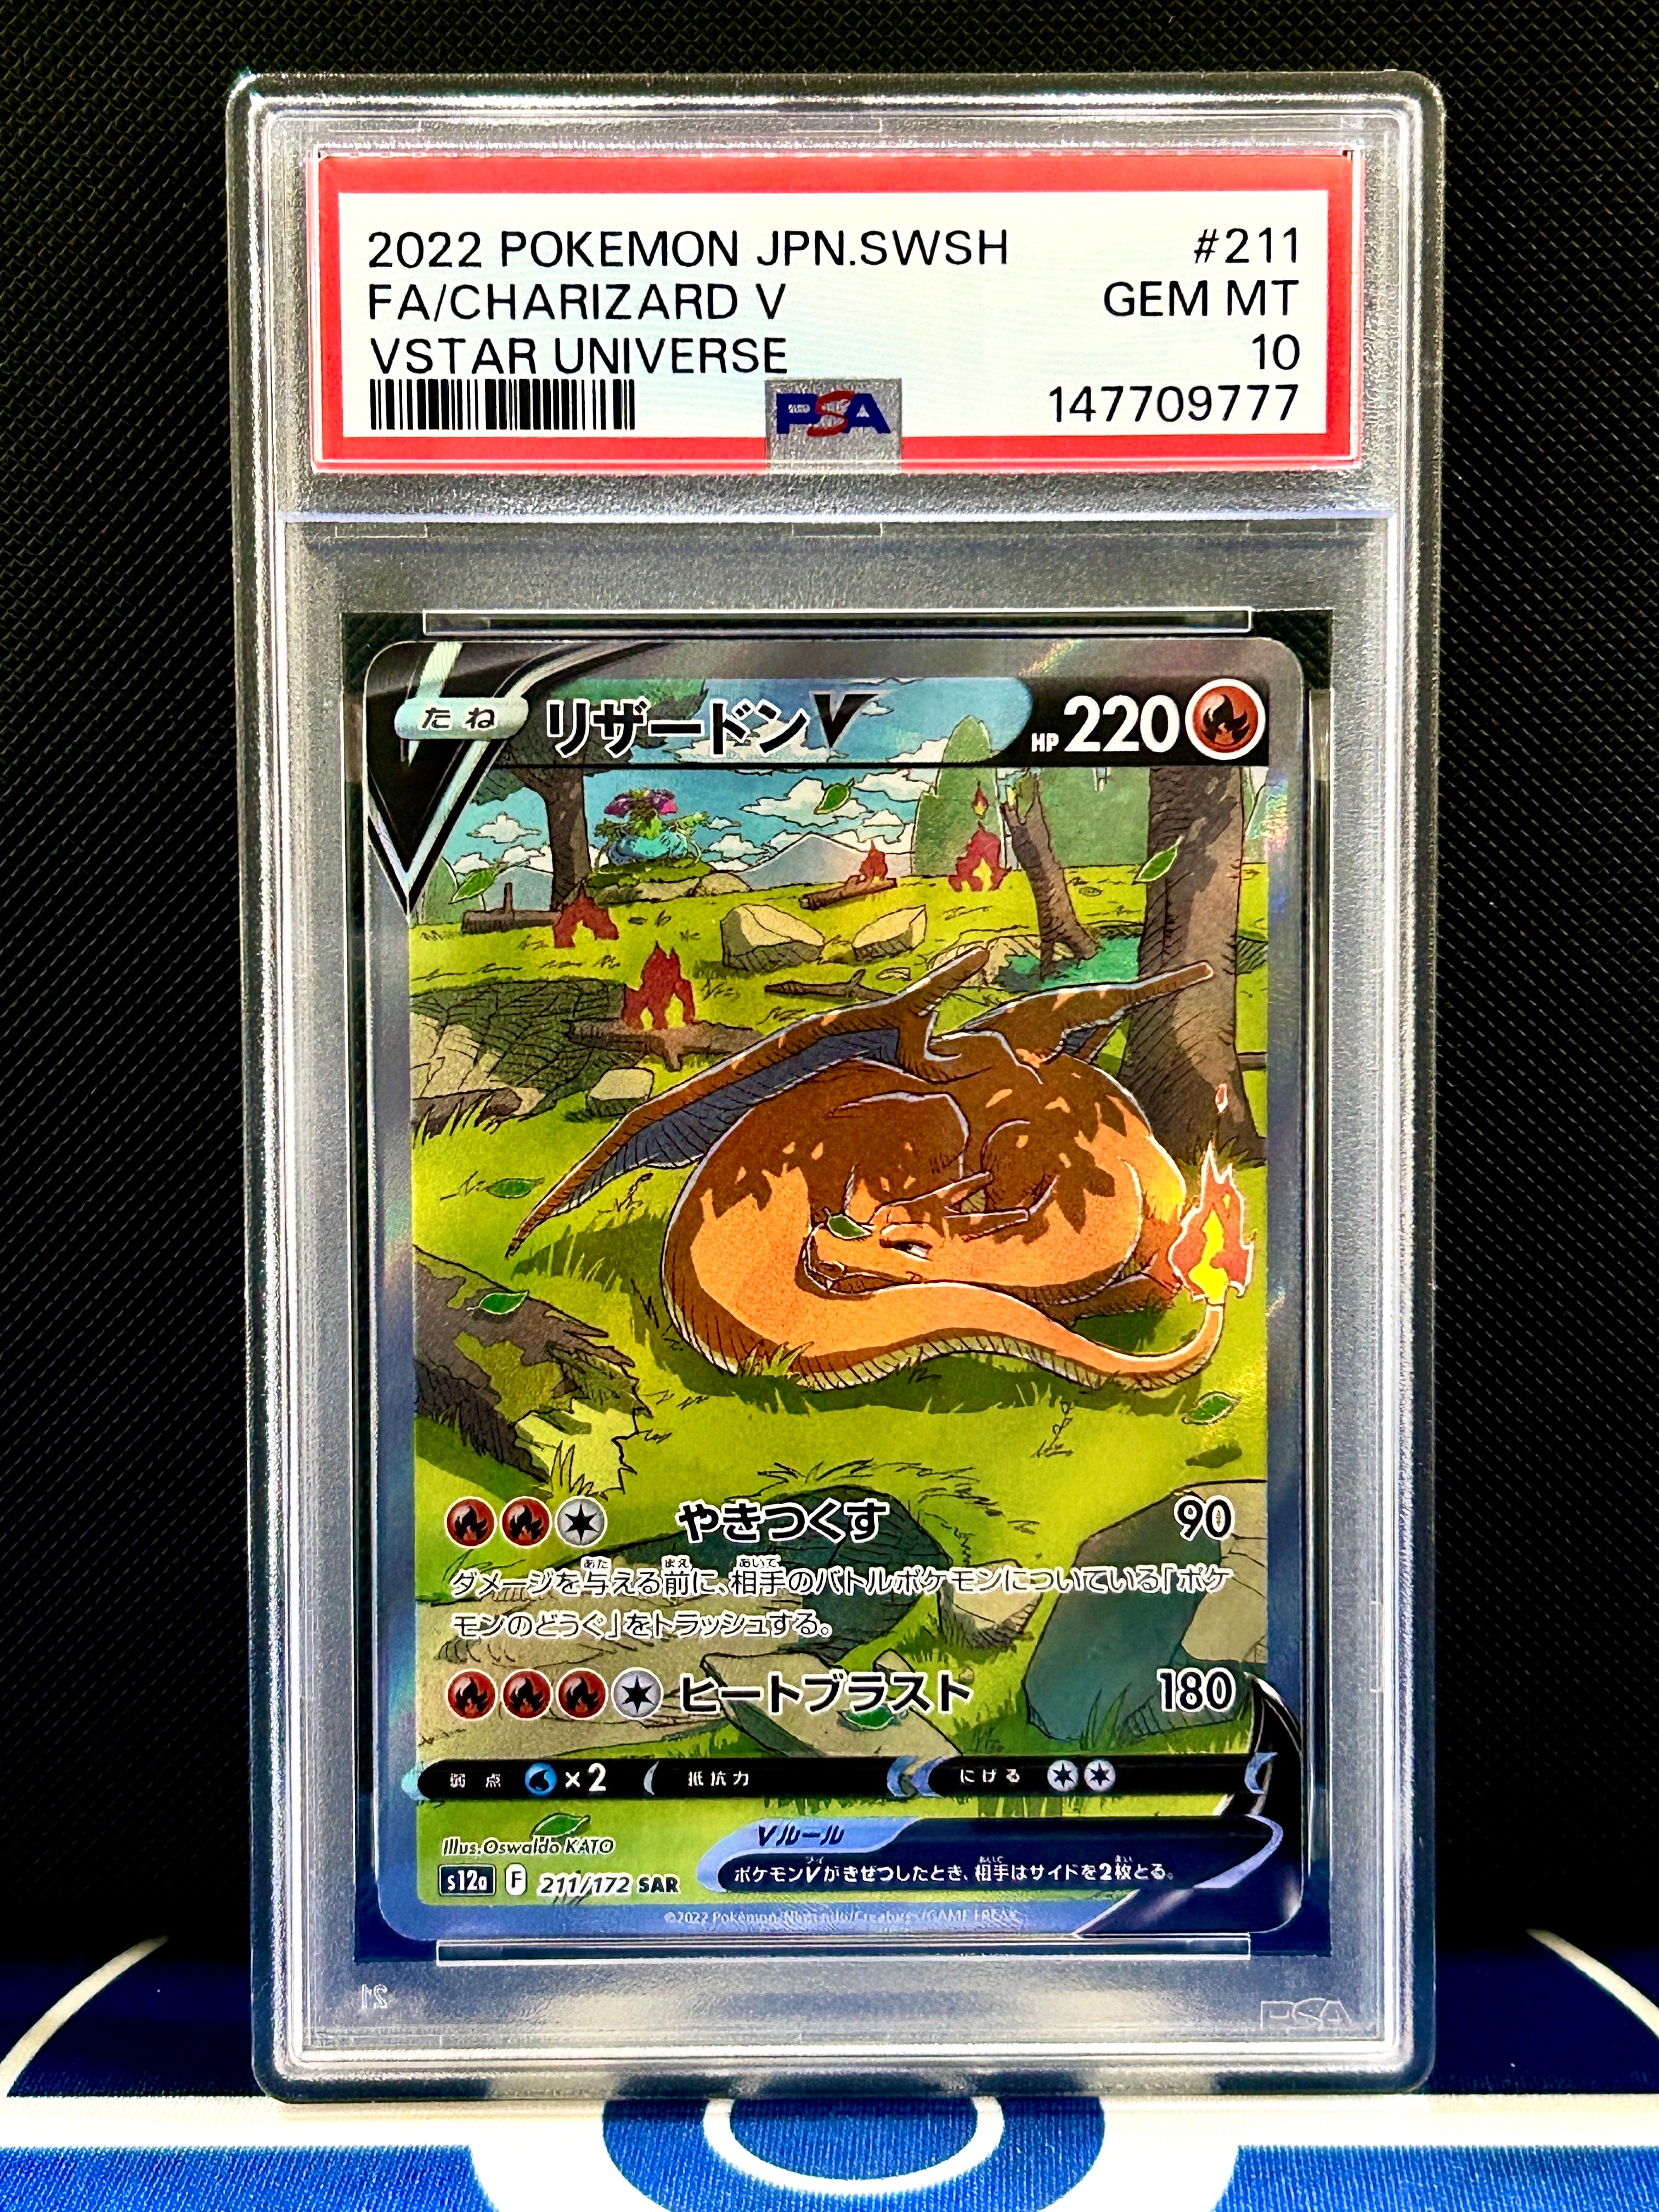 2022 POKEMON JPN.SWSH #211
FA/CHARIZARD V GEM MT
VSTAR UNIVERSE 10
PSA 147709777
たね リザードンV HP 220
やきつくす 90
ダメージを与える前に、相手のバトルポケモンについている「ポケ
モンのどうぐ」をトラッシュする。
ヒートブラスト 180
弱点 ×2 抵抗力 にげる
Illus. Oswaldo KATO
Vルール
s12a F 211/172 SAR
ポケモンVがきぜつしたとき、相手はサイドを2枚とる。
©2022 Pokémon/Nintendo/Creatures/GAME FREAK
PSA